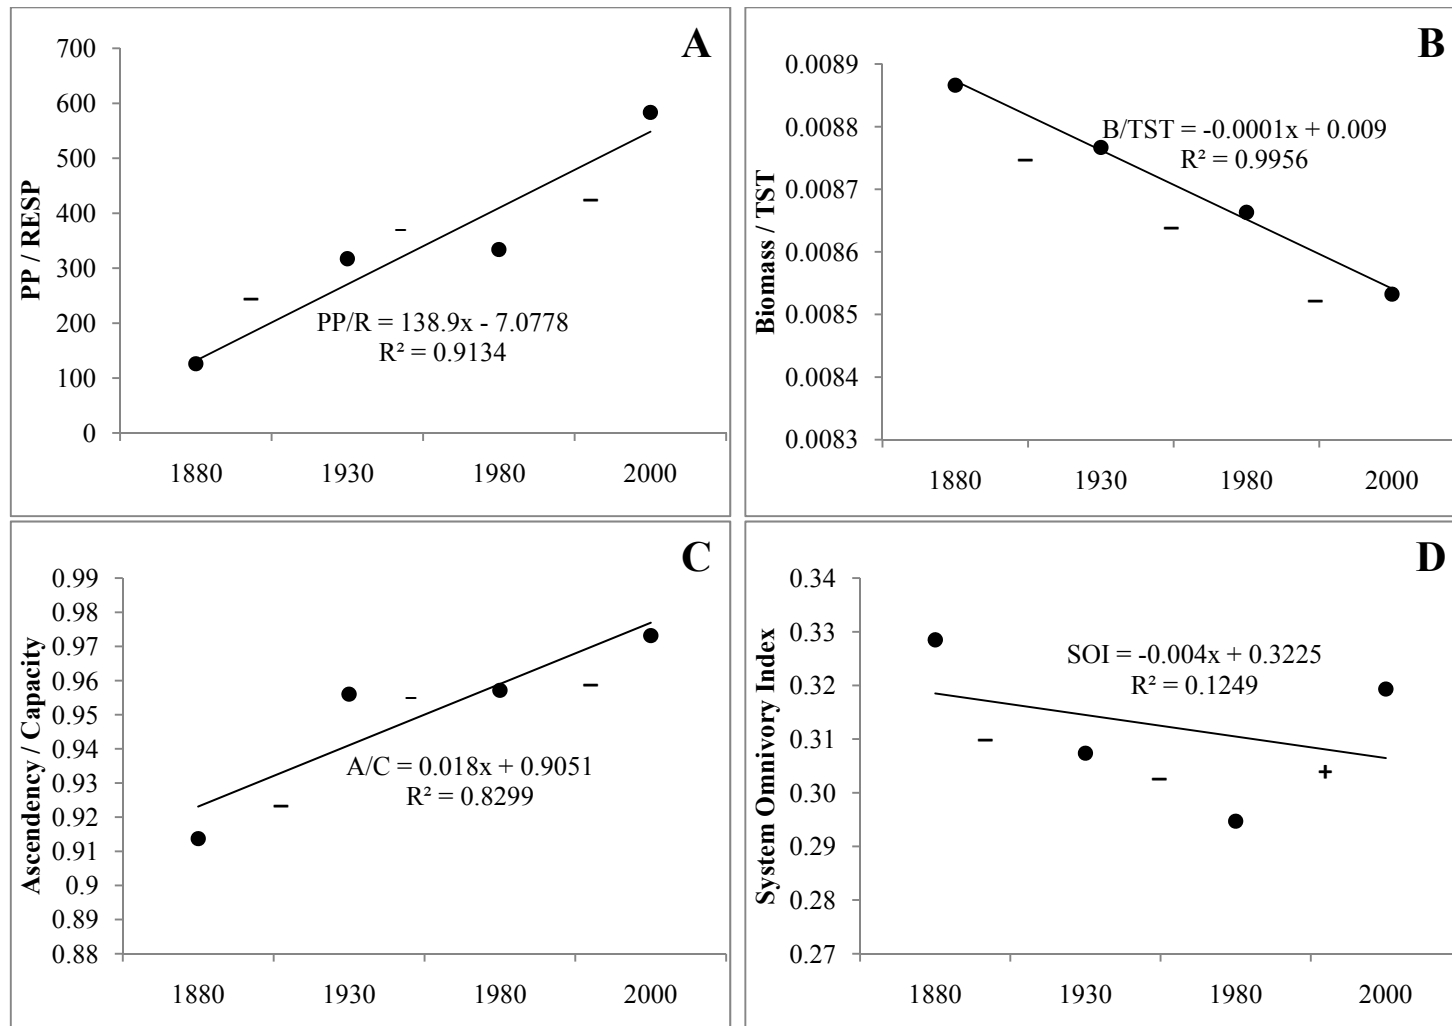 A
700
600
500
400
300
200
100
0
PP / RESP
PP/R = 138.9x - 7.0778
R² = 0.9134
1880 1930 1980 2000
B
0.0089
0.0088
0.0087
0.0086
0.0085
0.0084
0.0083
Biomass / TST
B/TST = -0.0001x + 0.009
R² = 0.9956
1880 1930 1980 2000
C
0.99
0.98
0.97
0.96
0.95
0.94
0.93
0.92
0.91
0.9
0.89
0.88
Ascendency / Capacity
A/C = 0.018x + 0.9051
R² = 0.8299
1880 1930 1980 2000
D
0.34
0.33
0.32
0.31
0.30
0.29
0.28
0.27
System Omnivory Index
SOI = -0.004x + 0.3225
R² = 0.1249
1880 1930 1980 2000